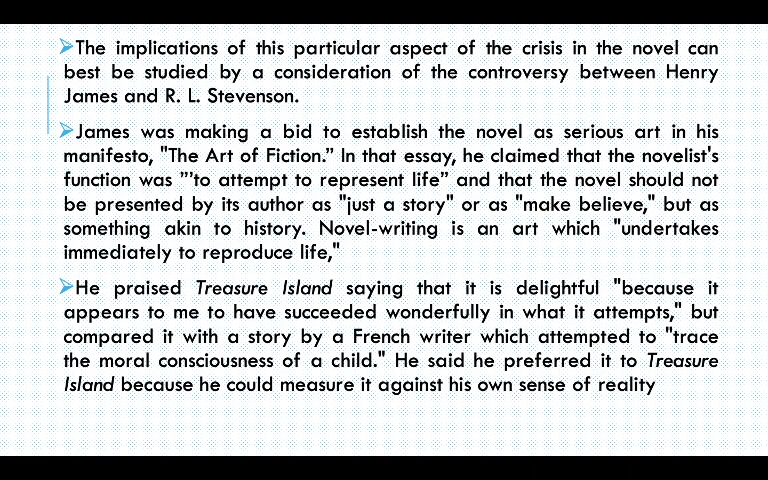 ➢The implications of this particular aspect of the crisis in the novel can
best be studied by a consideration of the controversy between Henry
James and R. L. Stevenson.
➢James was making a bid to establish the novel as serious art in his
manifesto, "The Art of Fiction.” In that essay, he claimed that the novelist's
function was ”’to attempt to represent life” and that the novel should not
be presented by its author as "just a story" or as "make believe," but as
something akin to history. Novel-writing is an art which "undertakes
immediately to reproduce life,"
➢He praised Treasure Island saying that it is delightful "because it
appears to me to have succeeded wonderfully in what it attempts," but
compared it with a story by a French writer which attempted to "trace
the moral consciousness of a child." He said he preferred it to Treasure
Island because he could measure it against his own sense of reality